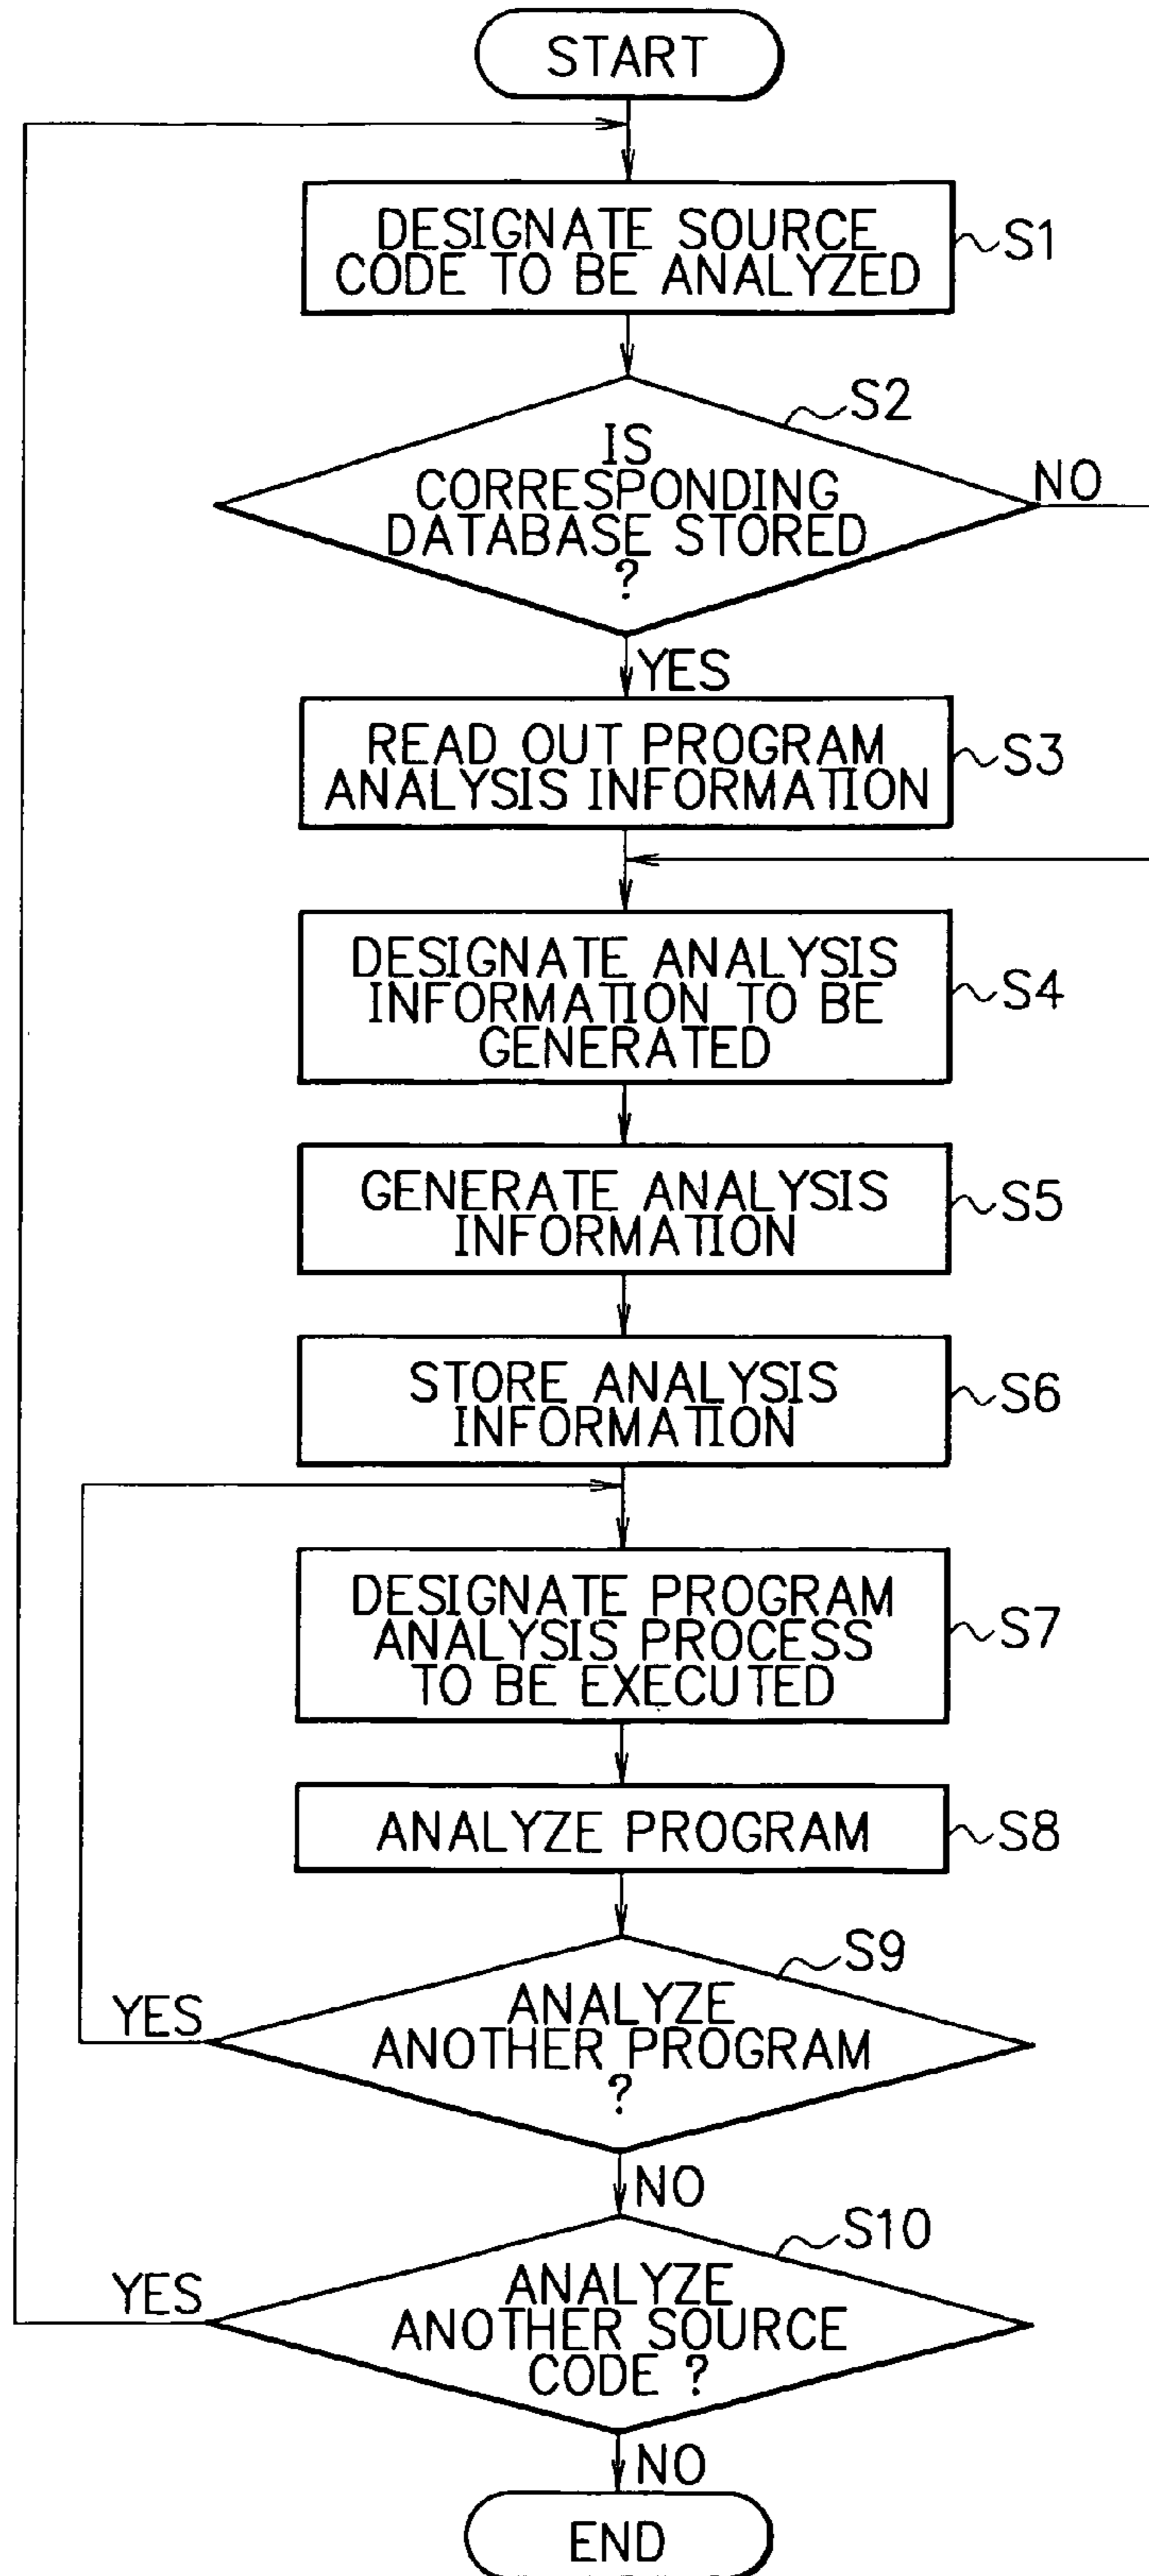 START
DESIGNATE SOURCE
CODE TO BE ANALYZED
S1
S2
IS
CORRESPONDING
DATABASE STORED
?
NO
YES
READ OUT PROGRAM
ANALYSIS INFORMATION
S3
DESIGNATE ANALYSIS
INFORMATION TO BE
GENERATED
S4
GENERATE ANALYSIS
INFORMATION
S5
STORE ANALYSIS
INFORMATION
S6
DESIGNATE PROGRAM
ANALYSIS PROCESS
TO BE EXECUTED
S7
ANALYZE PROGRAM
S8
S9
ANALYZE
ANOTHER PROGRAM
?
YES
NO
S10
ANALYZE
ANOTHER SOURCE
CODE ?
YES
NO
END